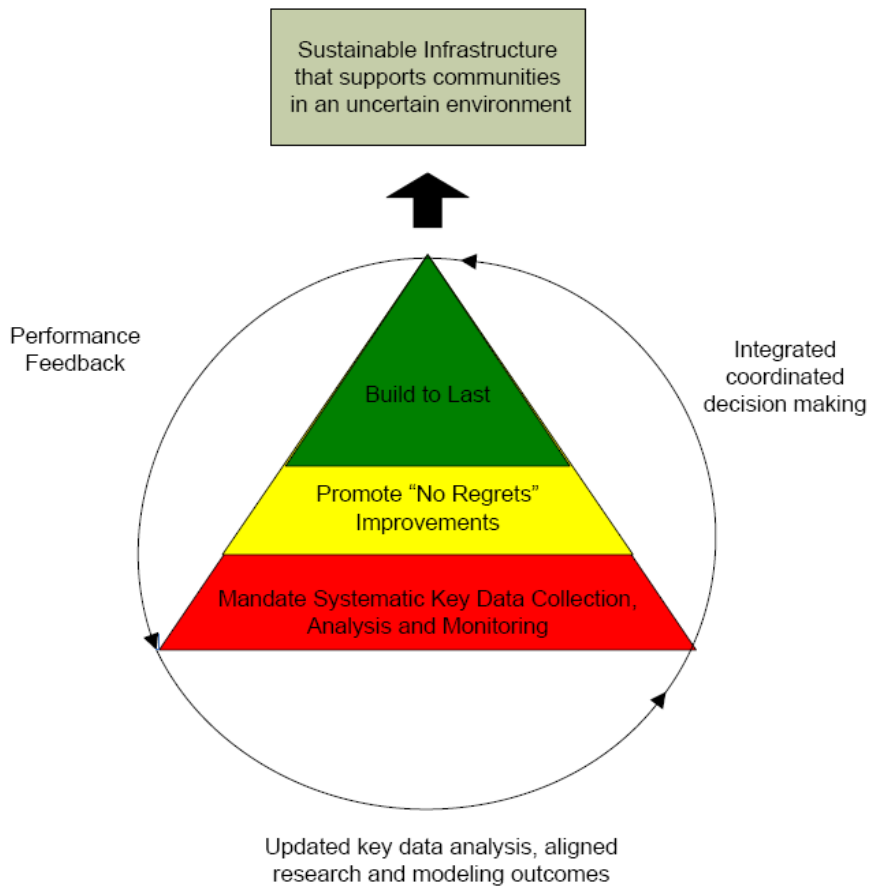 Sustainable Infrastructure
that supports communities
in an uncertain environment
Performance
Feedback
Integrated
coordinated
decision making
Build to Last
Promote “No Regrets”
Improvements
Mandate Systematic Key Data Collection,
Analysis and Monitoring
Updated key data analysis, aligned
research and modeling outcomes